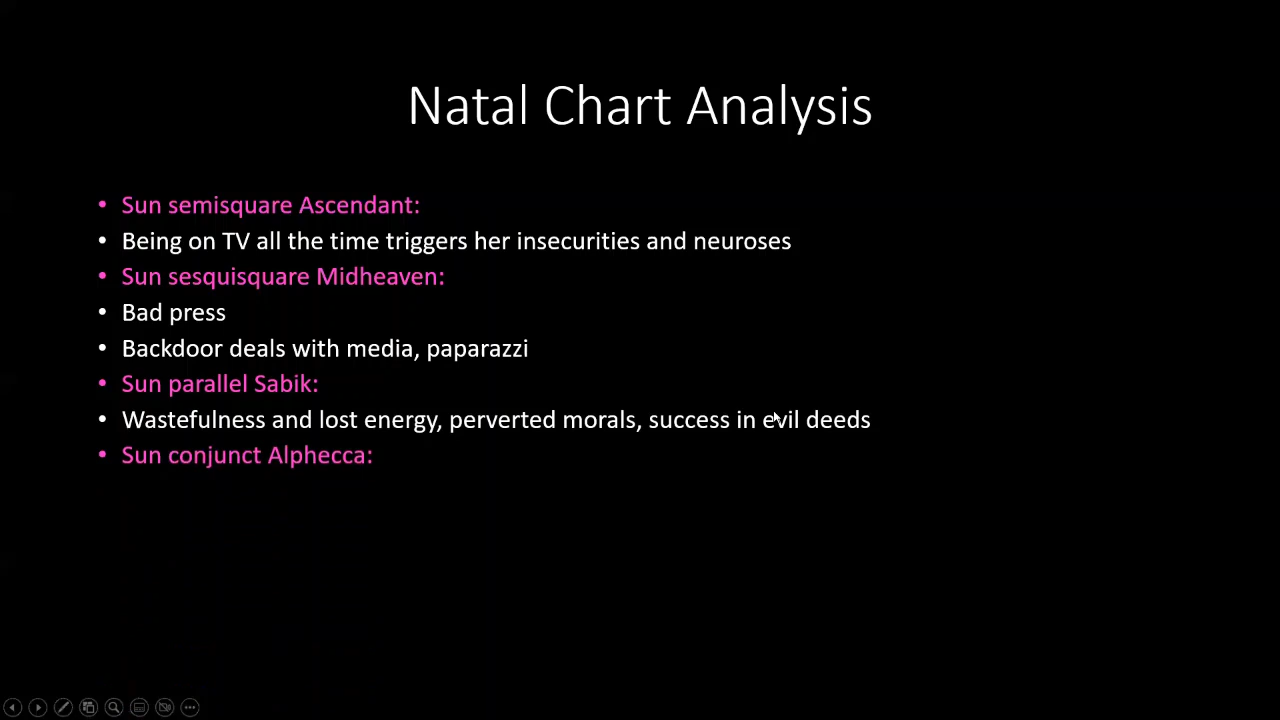 Natal Chart Analysis
• Sun semisquare Ascendant:
• Being on TV all the time triggers her insecurities and neuroses
• Sun sesquisquare Midheaven:
• Bad press
• Backdoor deals with media, paparazzi
• Sun parallel Sabik:
• Wastefulness and lost energy, perverted morals, success in evil deeds
• Sun conjunct Alphecca: